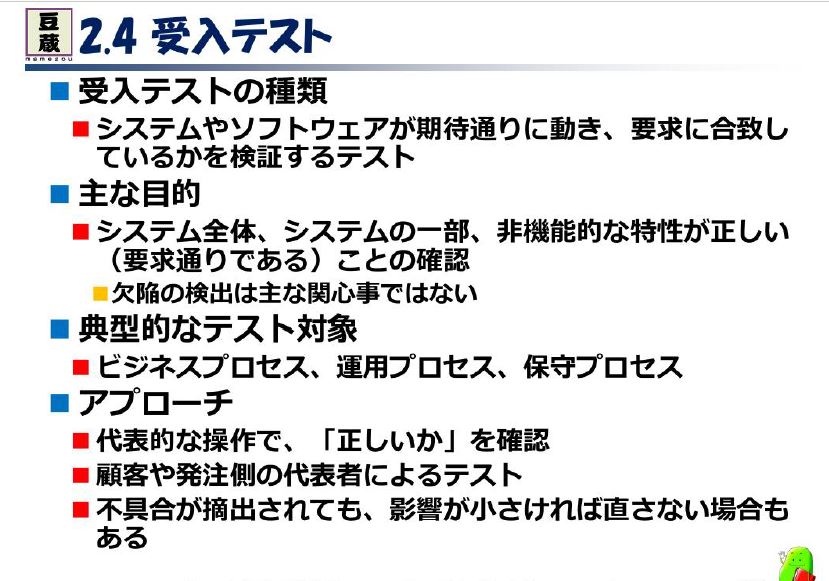 豆蔵
mamezou
2.4 受入テスト
■ 受入テストの種類
■ システムやソフトウェアが期待通りに動き、要求に合致し
ているかを検証するテスト
■ 主な目的
■ システム全体、システムの一部、非機能的な特性が正しい
（要求通りである）ことの確認
■ 欠陥の検出は主な関心事ではない
■ 典型的なテスト対象
■ ビジネスプロセス、運用プロセス、保守プロセス
■ アプローチ
■ 代表的な操作で、「正しいか」を確認
■ 顧客や発注側の代表者によるテスト
■ 不具合が摘出されても、影響が小さければ直さない場合も
ある